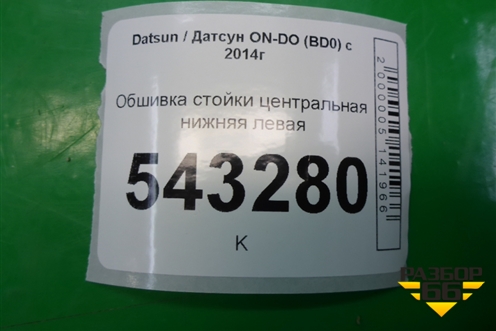 Datsun / Датсун ON-DO (BD0) с
2014г
Обшивка стойки центральная
нижняя левая
543280
К
2000005141966
РАЗБОР
66